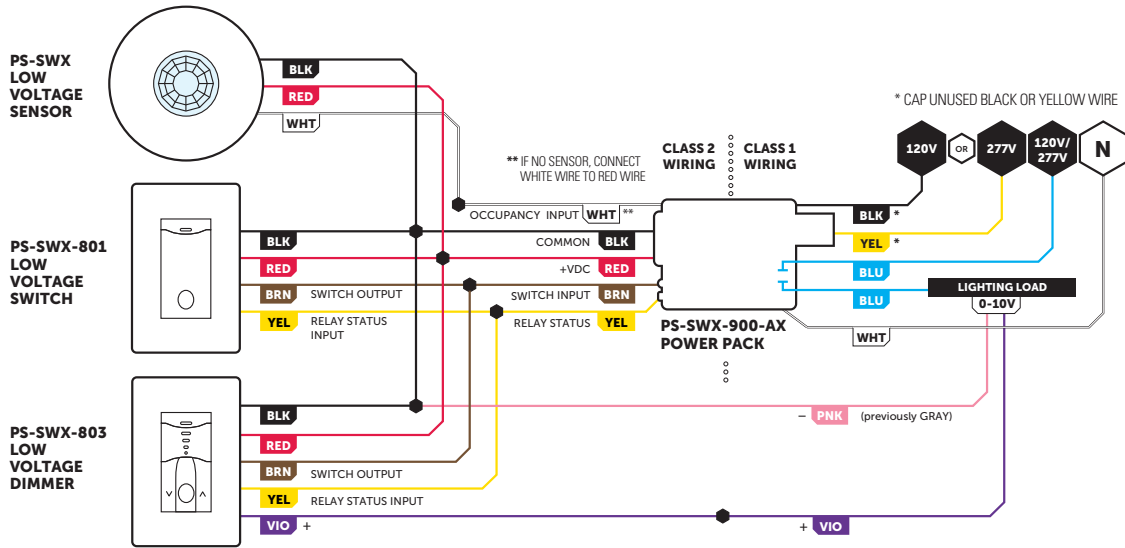 PS-SWX
LOW
VOLTAGE
SENSOR
BLK
RED
WHT
* CAP UNUSED BLACK OR YELLOW WIRE
120V
OR
277V
120V/
277V
N
** IF NO SENSOR, CONNECT
WHITE WIRE TO RED WIRE
CLASS 2
WIRING
CLASS 1
WIRING
OCCUPANCY INPUT WHT **
BLK *
YEL *
BLU
BLU
WHT
LIGHTING LOAD
0-10V
PS-SWX-801
LOW
VOLTAGE
SWITCH
BLK
RED
BRN SWITCH OUTPUT
YEL RELAY STATUS
INPUT
COMMON BLK
+VDC RED
SWITCH INPUT BRN
RELAY STATUS YEL
PS-SWX-900-AX
POWER PACK
– PNK (previously GRAY)
PS-SWX-803
LOW
VOLTAGE
DIMMER
BLK
RED
BRN SWITCH OUTPUT
YEL RELAY STATUS INPUT
VIO +
+ VIO